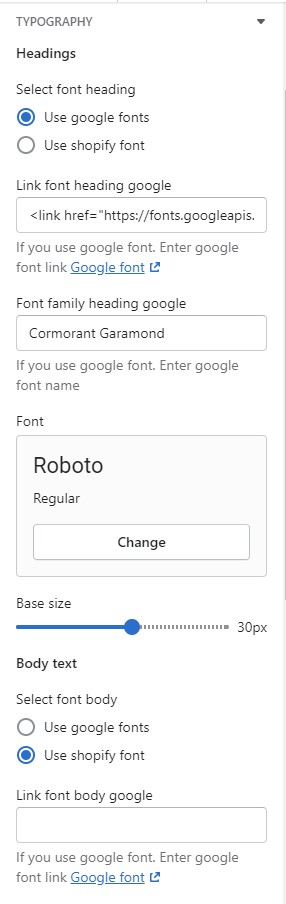 TYPOGRAPHY
Headings
Select font heading
Use google fonts
Use shopify font
Link font heading google
<link href="https://fonts.googleapis.
If you use google font. Enter google
font link Google font
Font family heading google
Cormorant Garamond
If you use google font. Enter google
font name
Font
Roboto
Regular
Change
Base size
30px
Body text
Select font body
Use google fonts
Use shopify font
Link font body google
If you use google font. Enter google
font link Google font